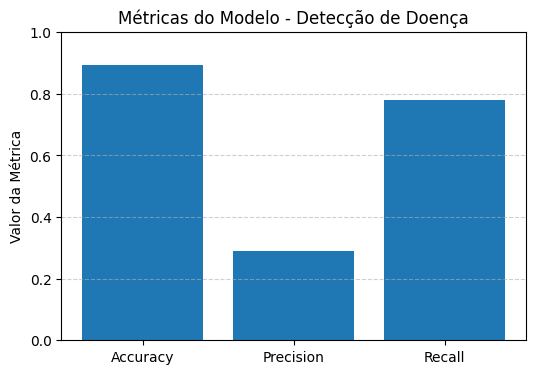 Métricas do Modelo - Detecção de Doença
Valor da Métrica
1.0
0.8
0.6
0.4
0.2
0.0
Accuracy Precision Recall